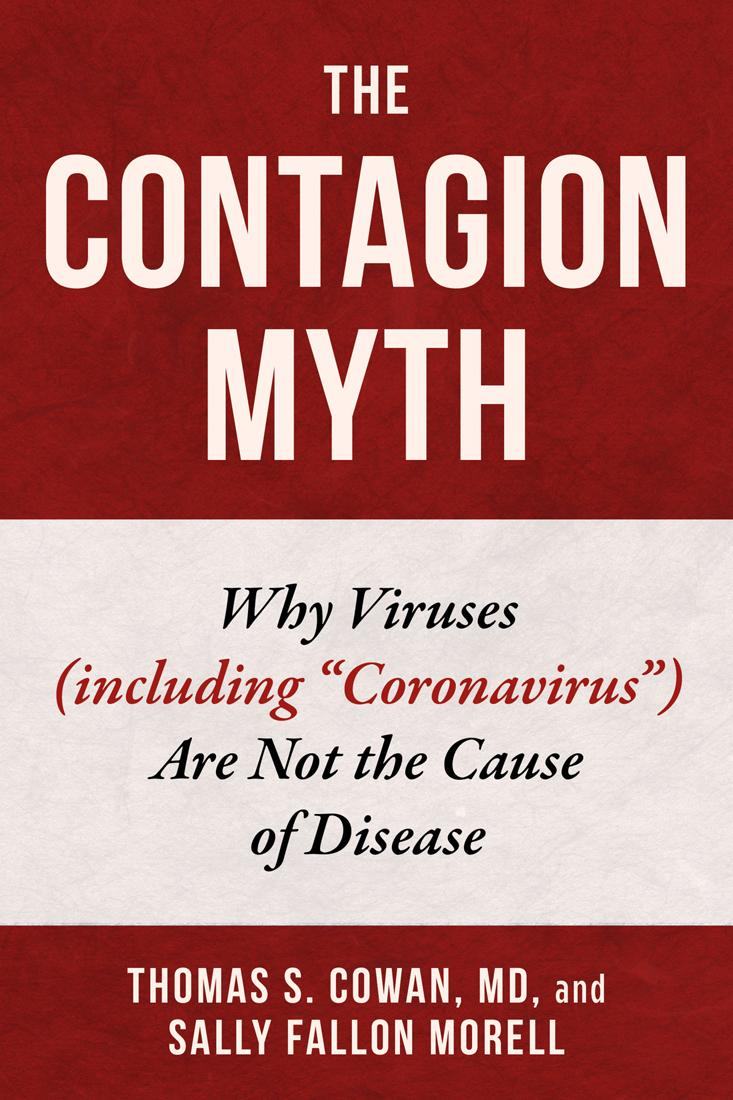 THE
CONTAGION
MYTH
Why Viruses
(including “Coronavirus”)
Are Not the Cause
of Disease
THOMAS S. COWAN, MD, and
SALLY FALLON MORELL